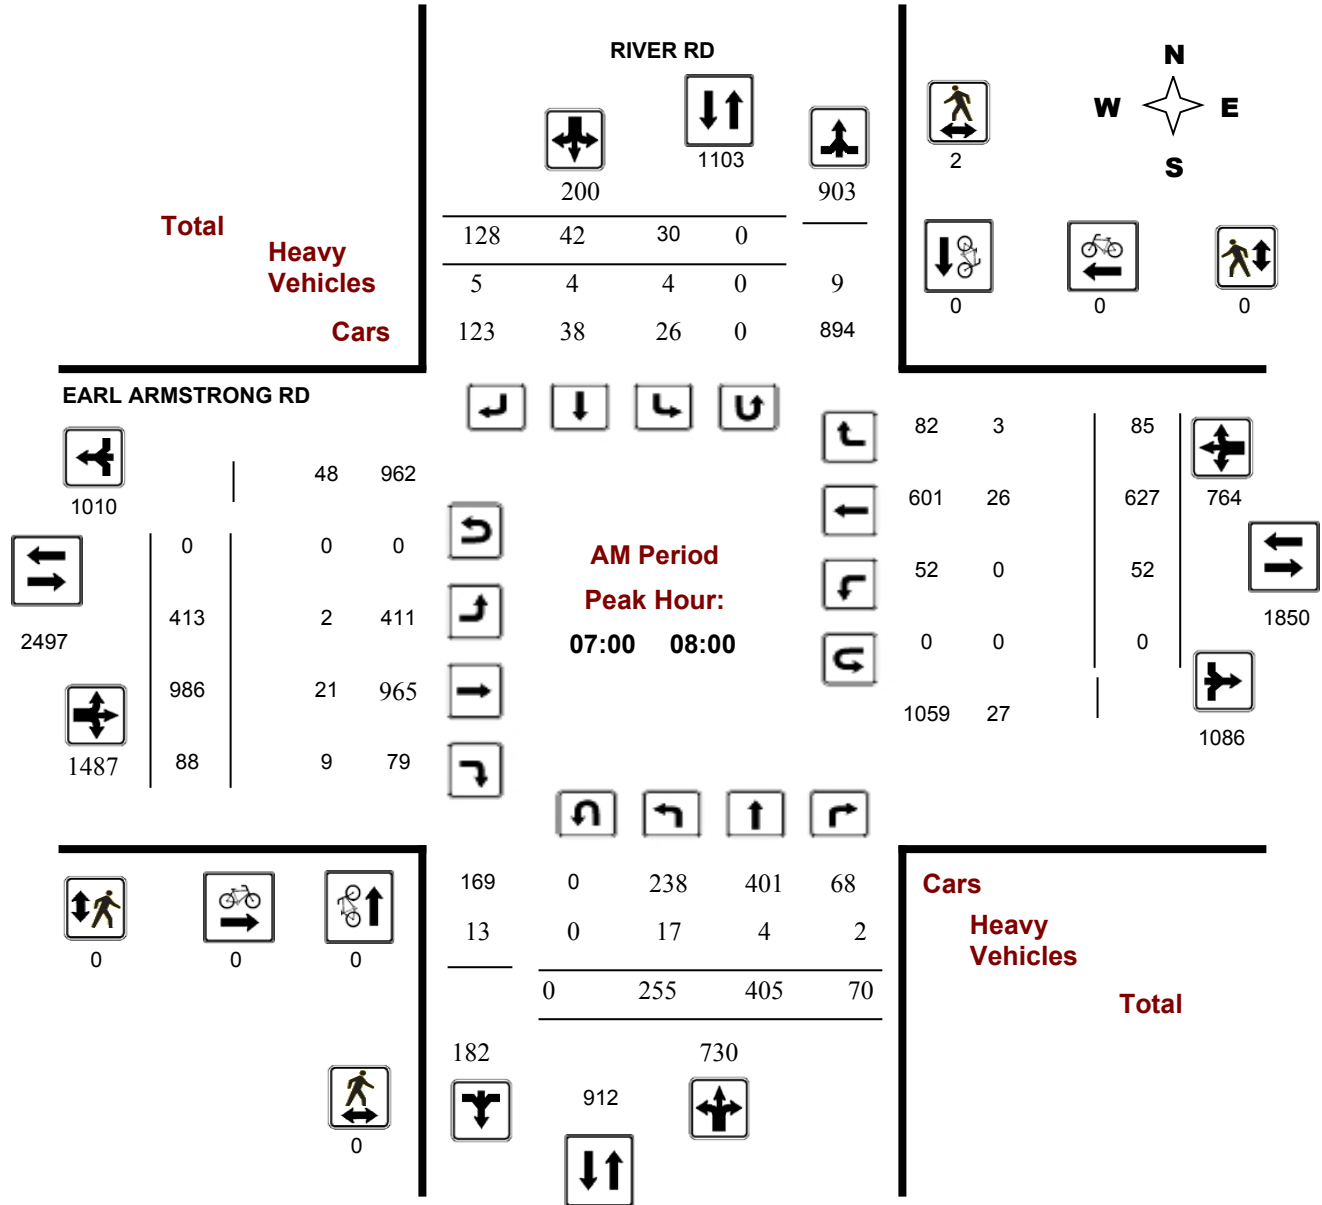 RIVER RD
N
W E
S
1103
2
200 903
Total
128 42 30 0
Heavy
Vehicles
5 4 4 0 9
Cars
123 38 26 0 894
0 0 0
EARL ARMSTRONG RD
82 3 85
48 962
1010
601 26 627 764
0 0 0
AM Period
52 0 52
Peak Hour:
413 2 411
1850
2497
07:00 08:00
0 0 0
986 21 965
1059 27
1086
1487 88 9 79
169 0 238 401 68
Cars
13 0 17 4 2
Heavy
Vehicles
0 0 0
0 255 405 70
Total
182 730
912
0